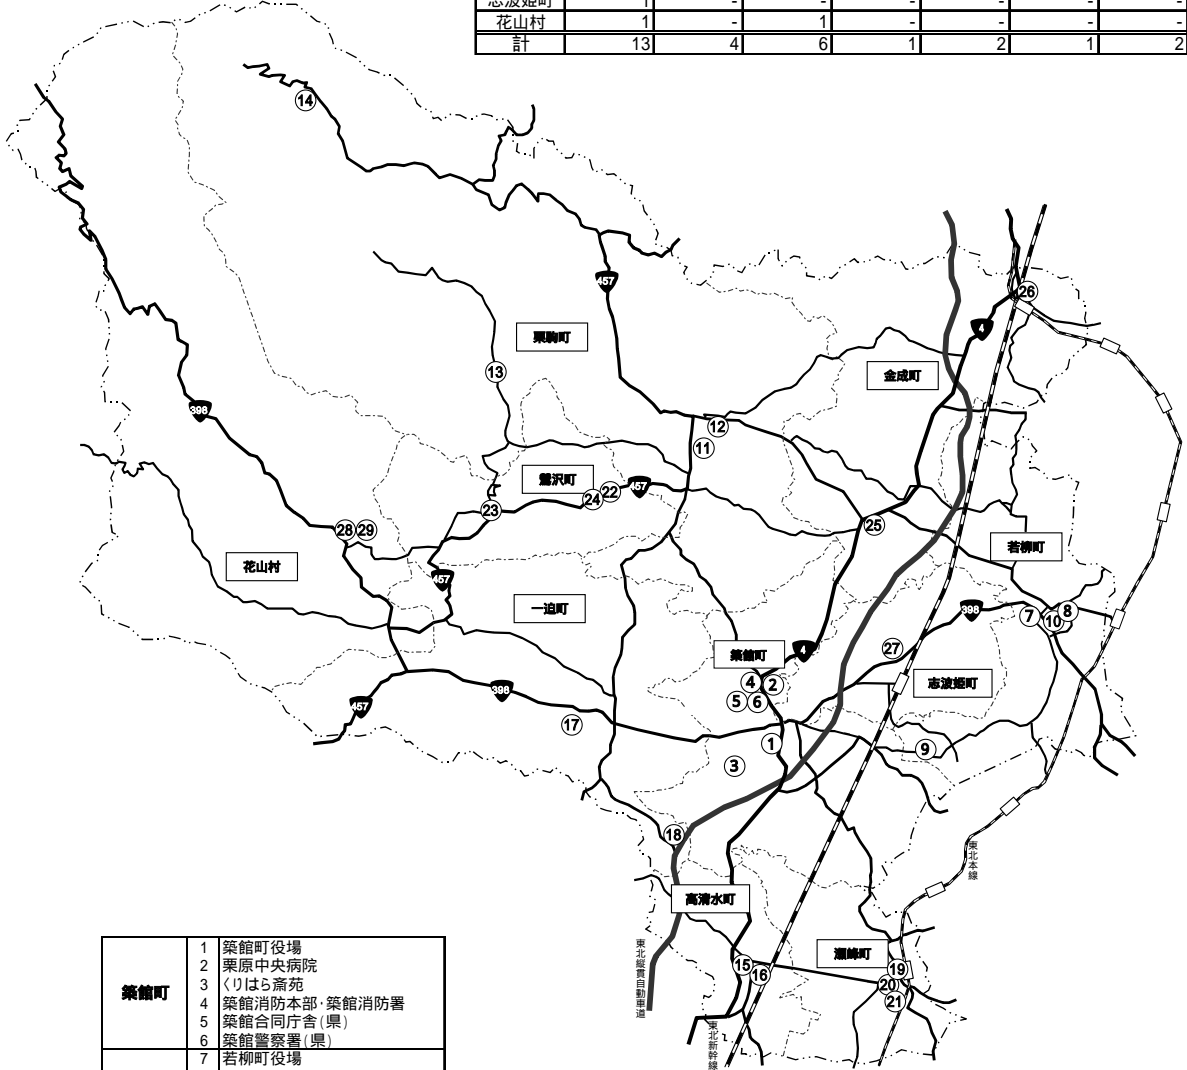 志波姫町 1 - - - - - -
花山村 1 - 1 - - - -
計 13 4 6 1 2 1 2
14
457
26
4
栗駒町
13
金成町
398
12
11
鶯沢町
22
457
24
23
25
28 29
若柳町
花山村
457
一迫町
398
8
7
10
築館町
4
27
4
2
志波姫町
5
6
398
457
17
1
9
3
18
東北本線
高清水町
東北縦貫自動車道
瀬峰町
15
16
19
20
21
東北新幹線
築館町
1 築館町役場
2 栗原中央病院
3 くりはら斎苑
4 築館消防本部・築館消防署
5 築館合同庁舎(県)
6 築館警察署(県)
7 若柳町役場